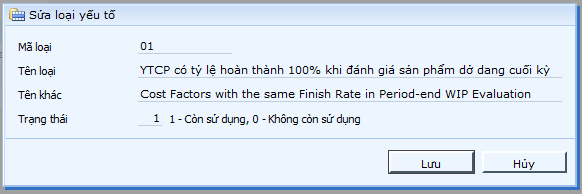 Sửa loại yếu tố
Mã loại 01
Tên loại YTCP có tỷ lệ hoàn thành 100% khi đánh giá sản phẩm dở dang cuối kỳ
Tên khác Cost Factors with the same Finish Rate in Period-end WIP Evaluation
Trạng thái 1 1 - Còn sử dụng, 0 - Không còn sử dụng
Lưu Hủy